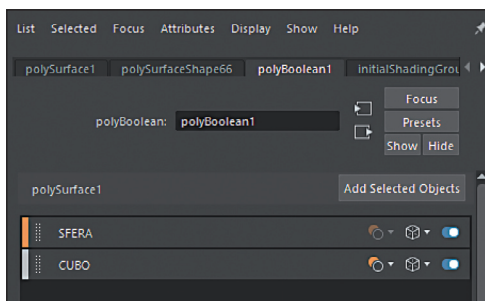 List Selected Focus Attributes Display Show Help
polySurface1 polySurfaceShape66 polyBoolean1 initialShadingGrou
Focus
polyBoolean: polyBoolean1 Presets
Show Hide
polySurface1 Add Selected Objects
SFERA
CUBO